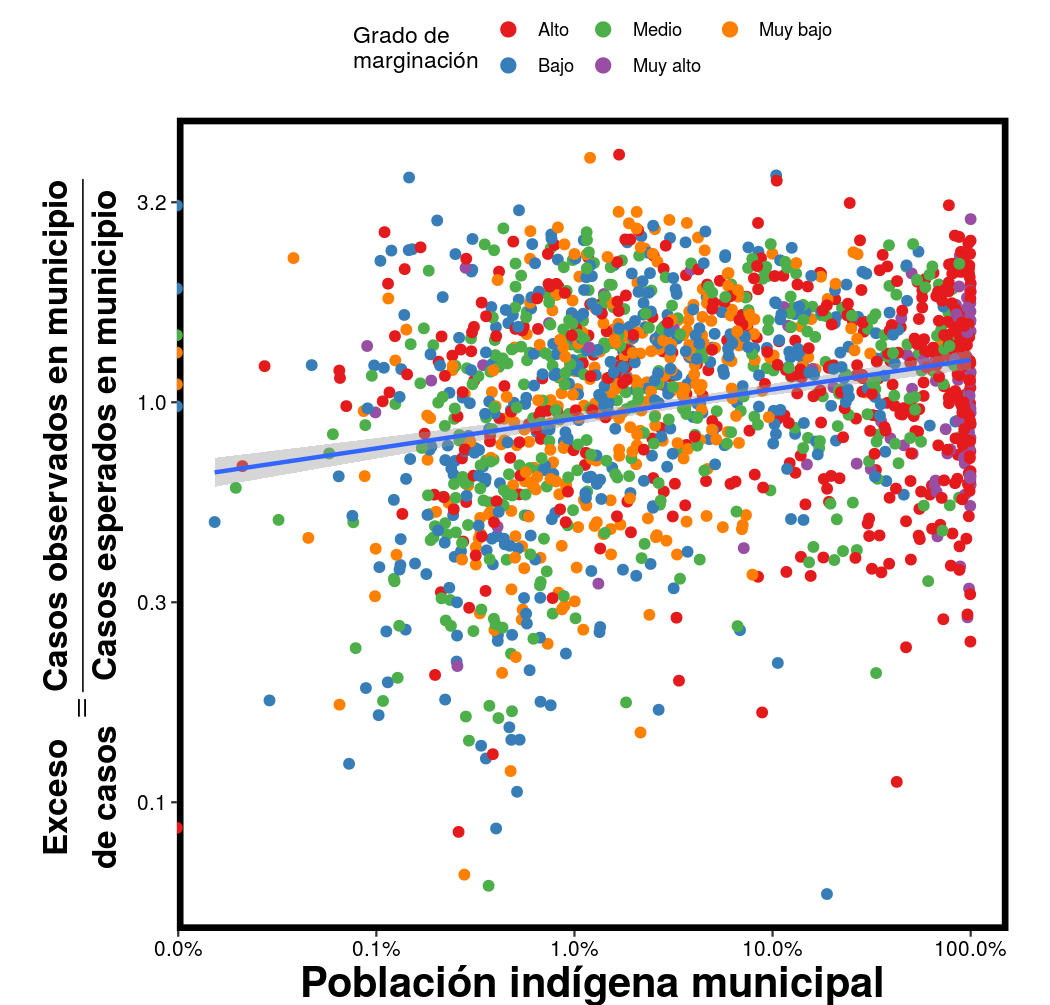 Grado de
marginación
Alto
Medio
Muy bajo
Bajo
Muy alto
Exceso
de casos
=
Casos observados en municipio
Casos esperados en municipio
3.2
1.0
0.3
0.1
0.0%
0.1%
1.0%
10.0%
100.0%
Población indígena municipal